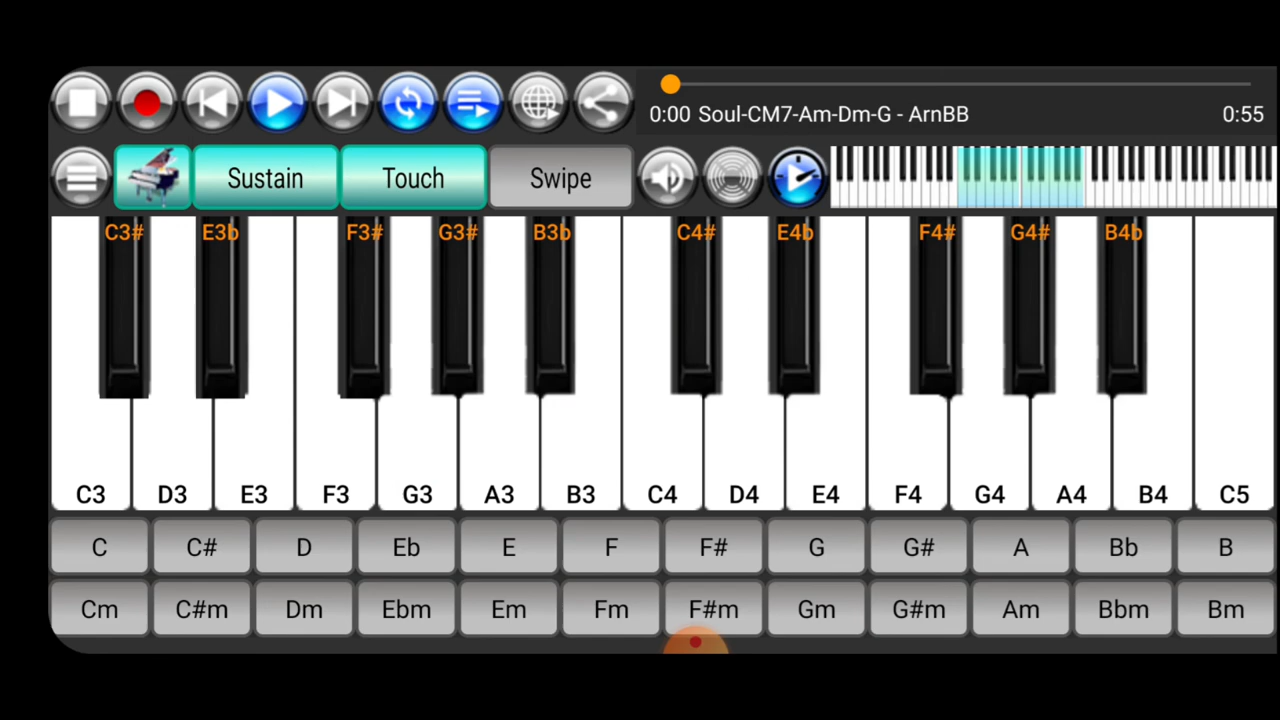 0:00 Soul-CM7-Am-Dm-G - ArnBB 0:55
Sustain Touch Swipe
C3# E3b F3# G3# B3b C4# E4b F4# G4# B4b
C3 D3 E3 F3 G3 A3 B3 C4 D4 E4 F4 G4 A4 B4 C5
C C# D Eb E F F# G G# A Bb B
Cm C#m Dm Ebm Em Fm F#m Gm G#m Am Bbm Bm